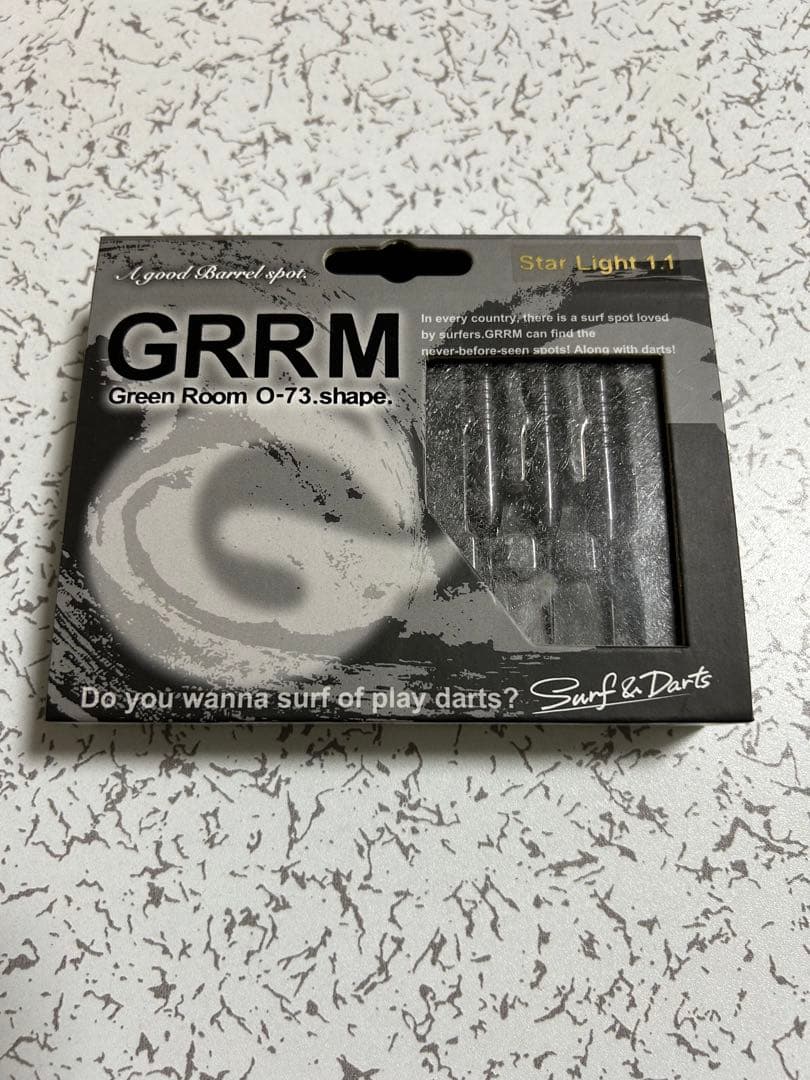 A good Barrel spot.
Star Light 1.1
GRRM
Green Room O-73.shape.
In every country, there is a surf spot loved
by surfers.GRRM can find the
never-before-seen spots! Along with darts!
Do you wanna surf of play darts?
Surf & Darts